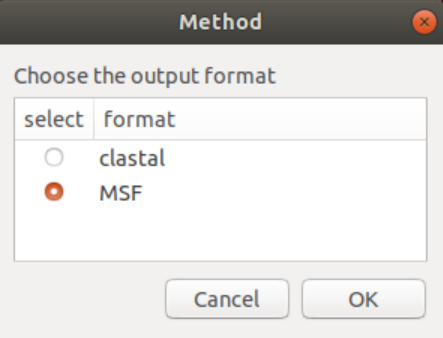 Method
Choose the output format
select format
clastal
MSF
Cancel OK